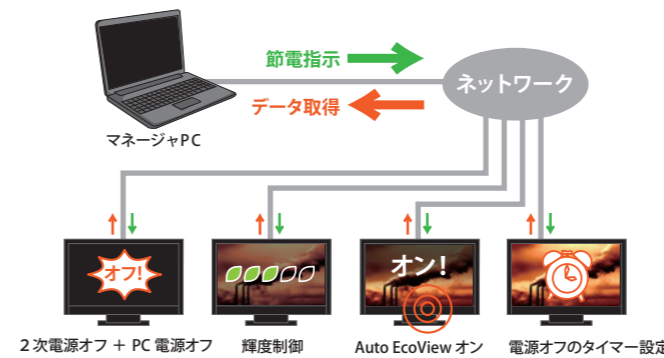 節電指示
ネットワーク
データ取得
マネージャPC
オフ!
オン!
2次電源オフ + PC電源オフ
輝度制御
Auto EcoView オン
電源オフのタイマー設定